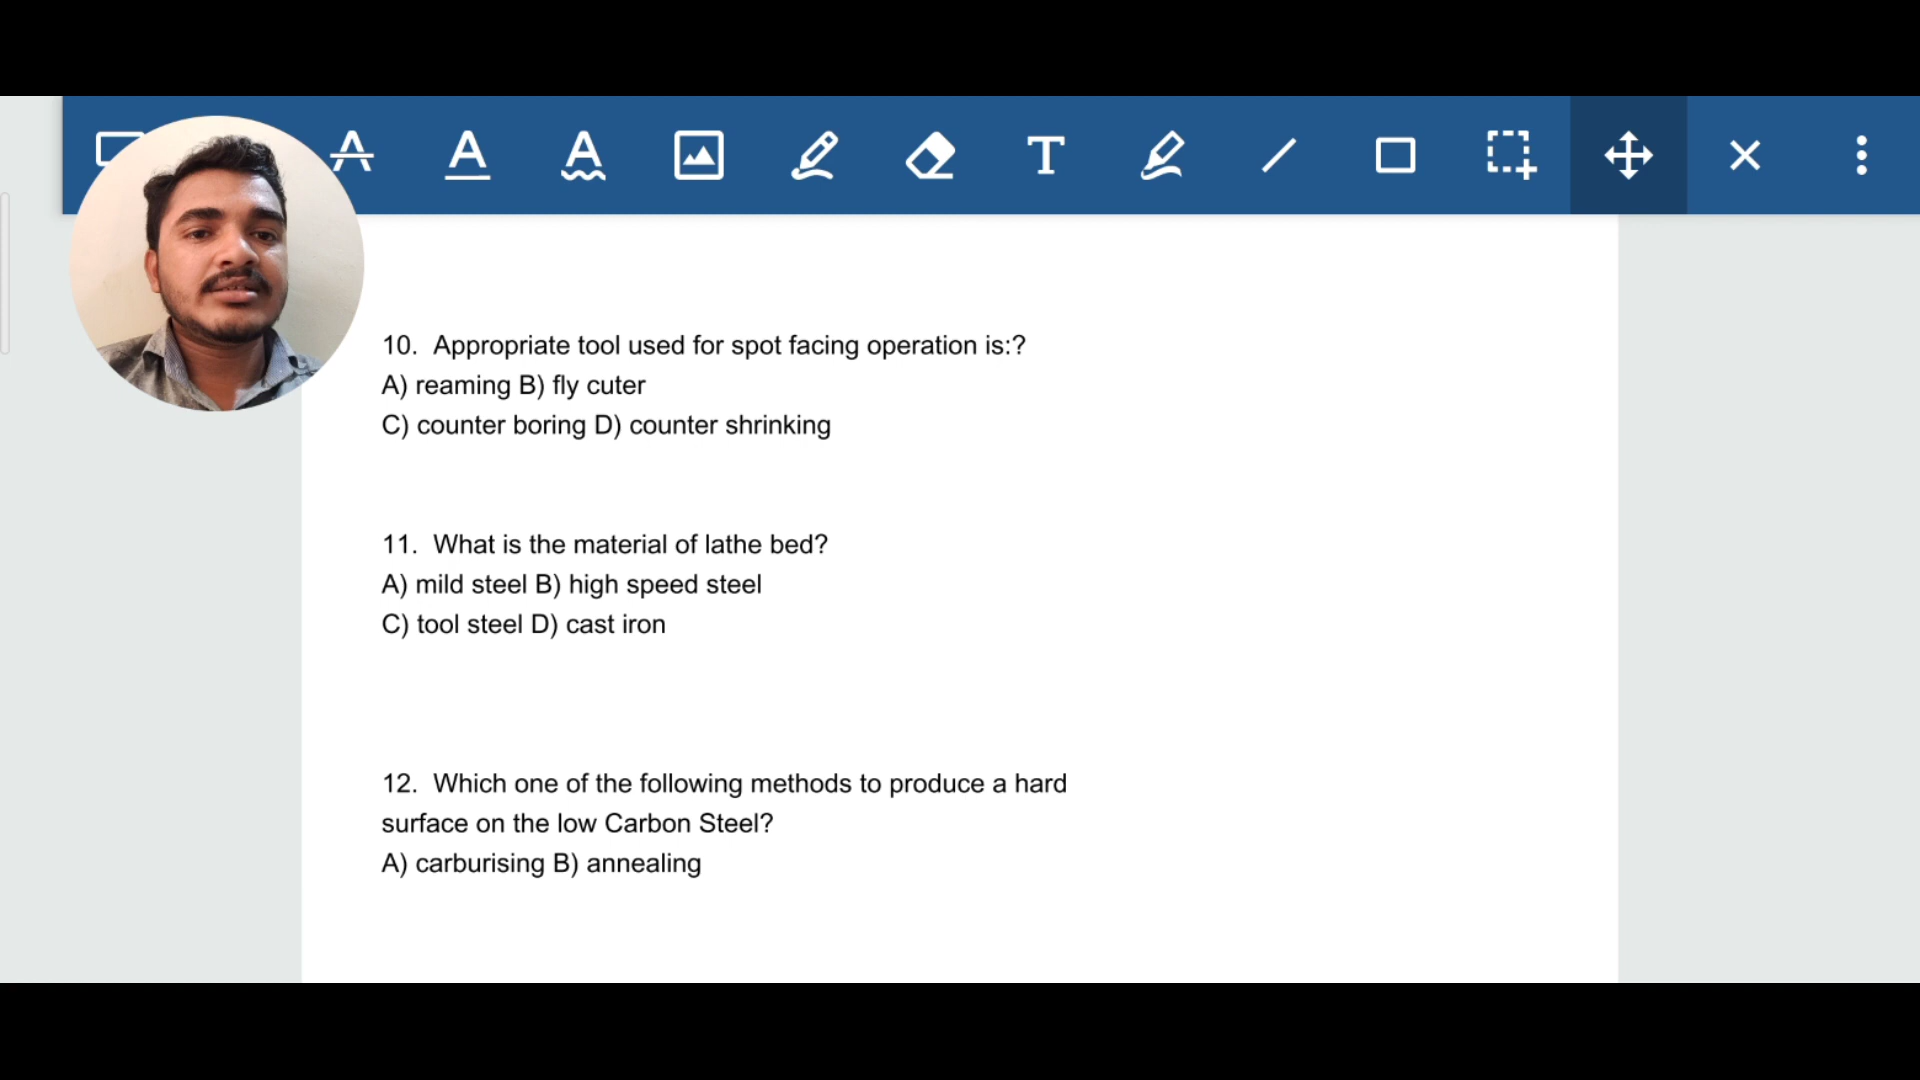 10. Appropriate tool used for spot facing operation is:?
A) reaming B) fly cuter
C) counter boring D) counter shrinking
11. What is the material of lathe bed?
A) mild steel B) high speed steel
C) tool steel D) cast iron
12. Which one of the following methods to produce a hard
surface on the low Carbon Steel?
A) carburising B) annealing